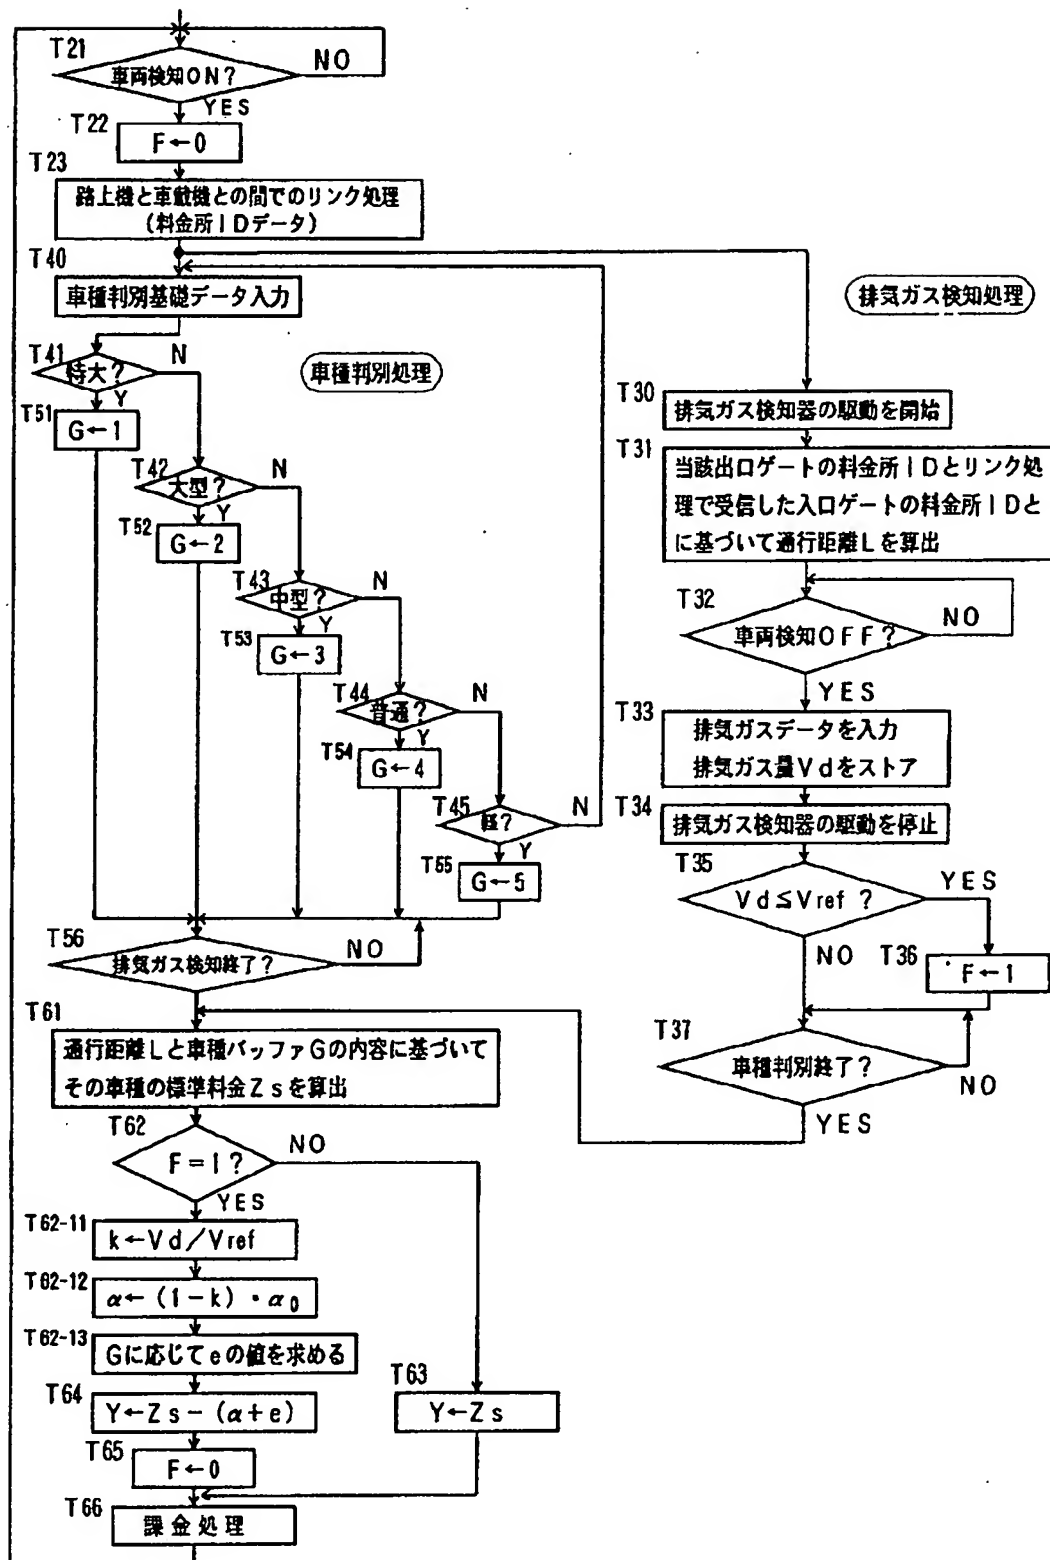 T21
車両検知ON?
NO
YES
T22
F←0
T23
路上機と車載機との間でのリンク処理
(料金所IDデータ)
T40
車種判別基礎データ入力
車種判別処理
T41
特大?
N
Y
T51
G←1
T42
大型?
N
Y
T52
G←2
T43
中型?
N
Y
T53
G←3
T44
普通?
N
Y
T54
G←4
T45
軽?
N
Y
T55
G←5
T56
排気ガス検知終了?
NO
排気ガス検知処理
T30
排気ガス検知器の駆動を開始
T31
当該出口ゲートの料金所IDとリンク処
理で受信した入口ゲートの料金所IDと
に基づいて通行距離Lを算出
T32
車両検知OFF?
NO
YES
T33
排気ガスデータを入力
排気ガス量Vdをストア
T34
排気ガス検知器の駆動を停止
T35
Vd≦Vref?
YES
NO
T36
F←1
T37
車種判別終了?
NO
YES
T61
通行距離Lと車種バッファGの内容に基づいて
その車種の標準料金Zsを算出
T62
F=1?
NO
YES
T62-11
k←Vd/Vref
T62-12
α←(1-k)・α0
T62-13
Gに応じてeの値を求める
T64
Y←Zs-(α+e)
T63
Y←Zs
T65
F←0
T66
課金処理